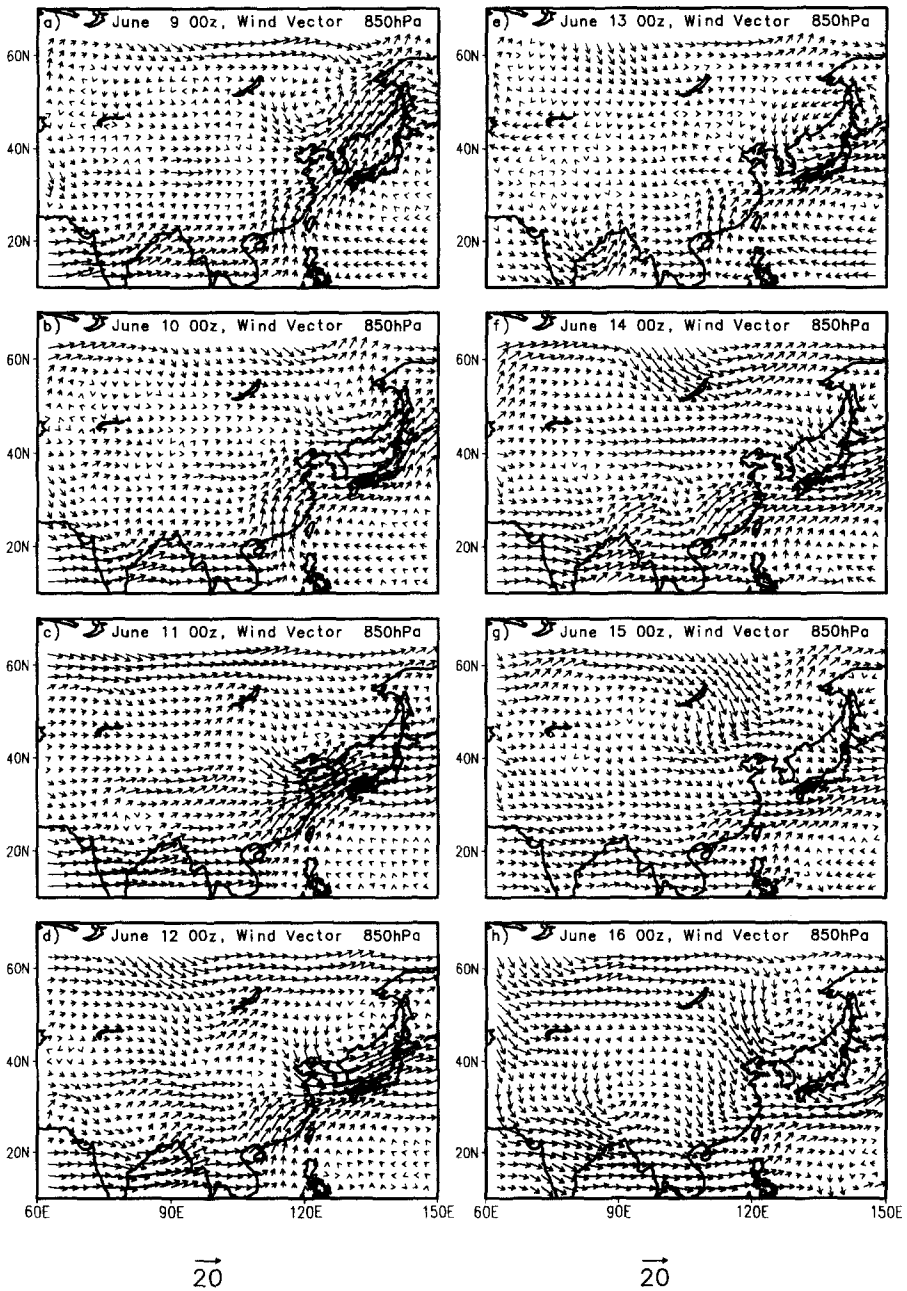 a) June 9 00z, Wind Vector 850hPa
60N
40N
20N
b) June 10 00z, Wind Vector 850hPa
60N
40N
20N
c) June 11 00z, Wind Vector 850hPa
60N
40N
20N
d) June 12 00z, Wind Vector 850hPa
60N
40N
20N
60E 90E 120E 150E
20
e) June 13 00z, Wind Vector 850hPa
60N
40N
20N
f) June 14 00z, Wind Vector 850hPa
60N
40N
20N
g) June 15 00z, Wind Vector 850hPa
60N
40N
20N
h) June 16 00z, Wind Vector 850hPa
60N
40N
20N
60E 90E 120E 150E
20